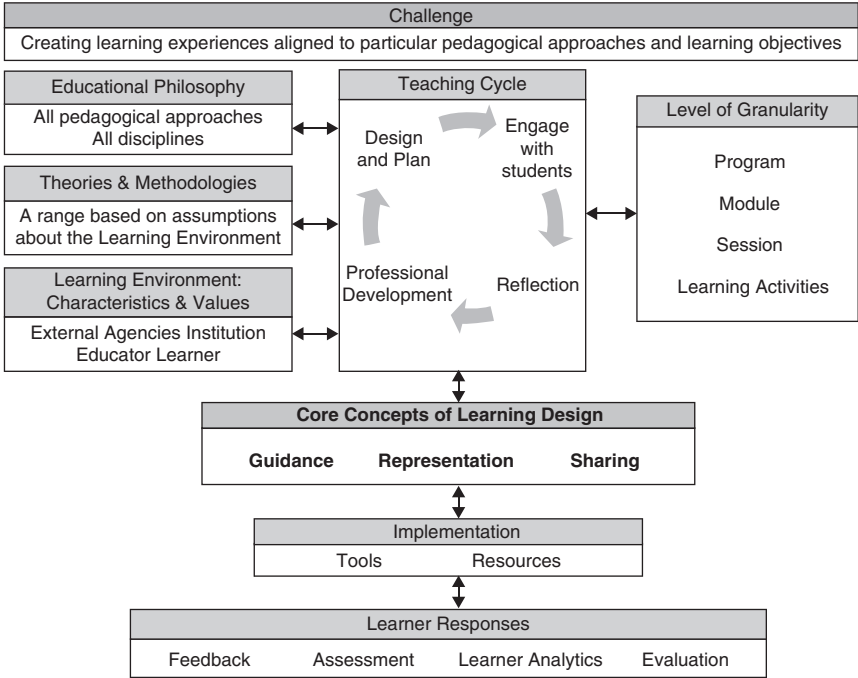 Challenge
Creating learning experiences aligned to particular pedagogical approaches and learning objectives
Educational Philosophy
All pedagogical approaches
All disciplines
Theories & Methodologies
A range based on assumptions
about the Learning Environment
Learning Environment:
Characteristics & Values
External Agencies Institution
Educator Learner
Teaching Cycle
Design
and Plan
Engage
with
students
Professional
Development
Reflection
Level of Granularity
Program
Module
Session
Learning Activities
Core Concepts of Learning Design
Guidance Representation Sharing
Implementation
Tools Resources
Learner Responses
Feedback Assessment Learner Analytics Evaluation